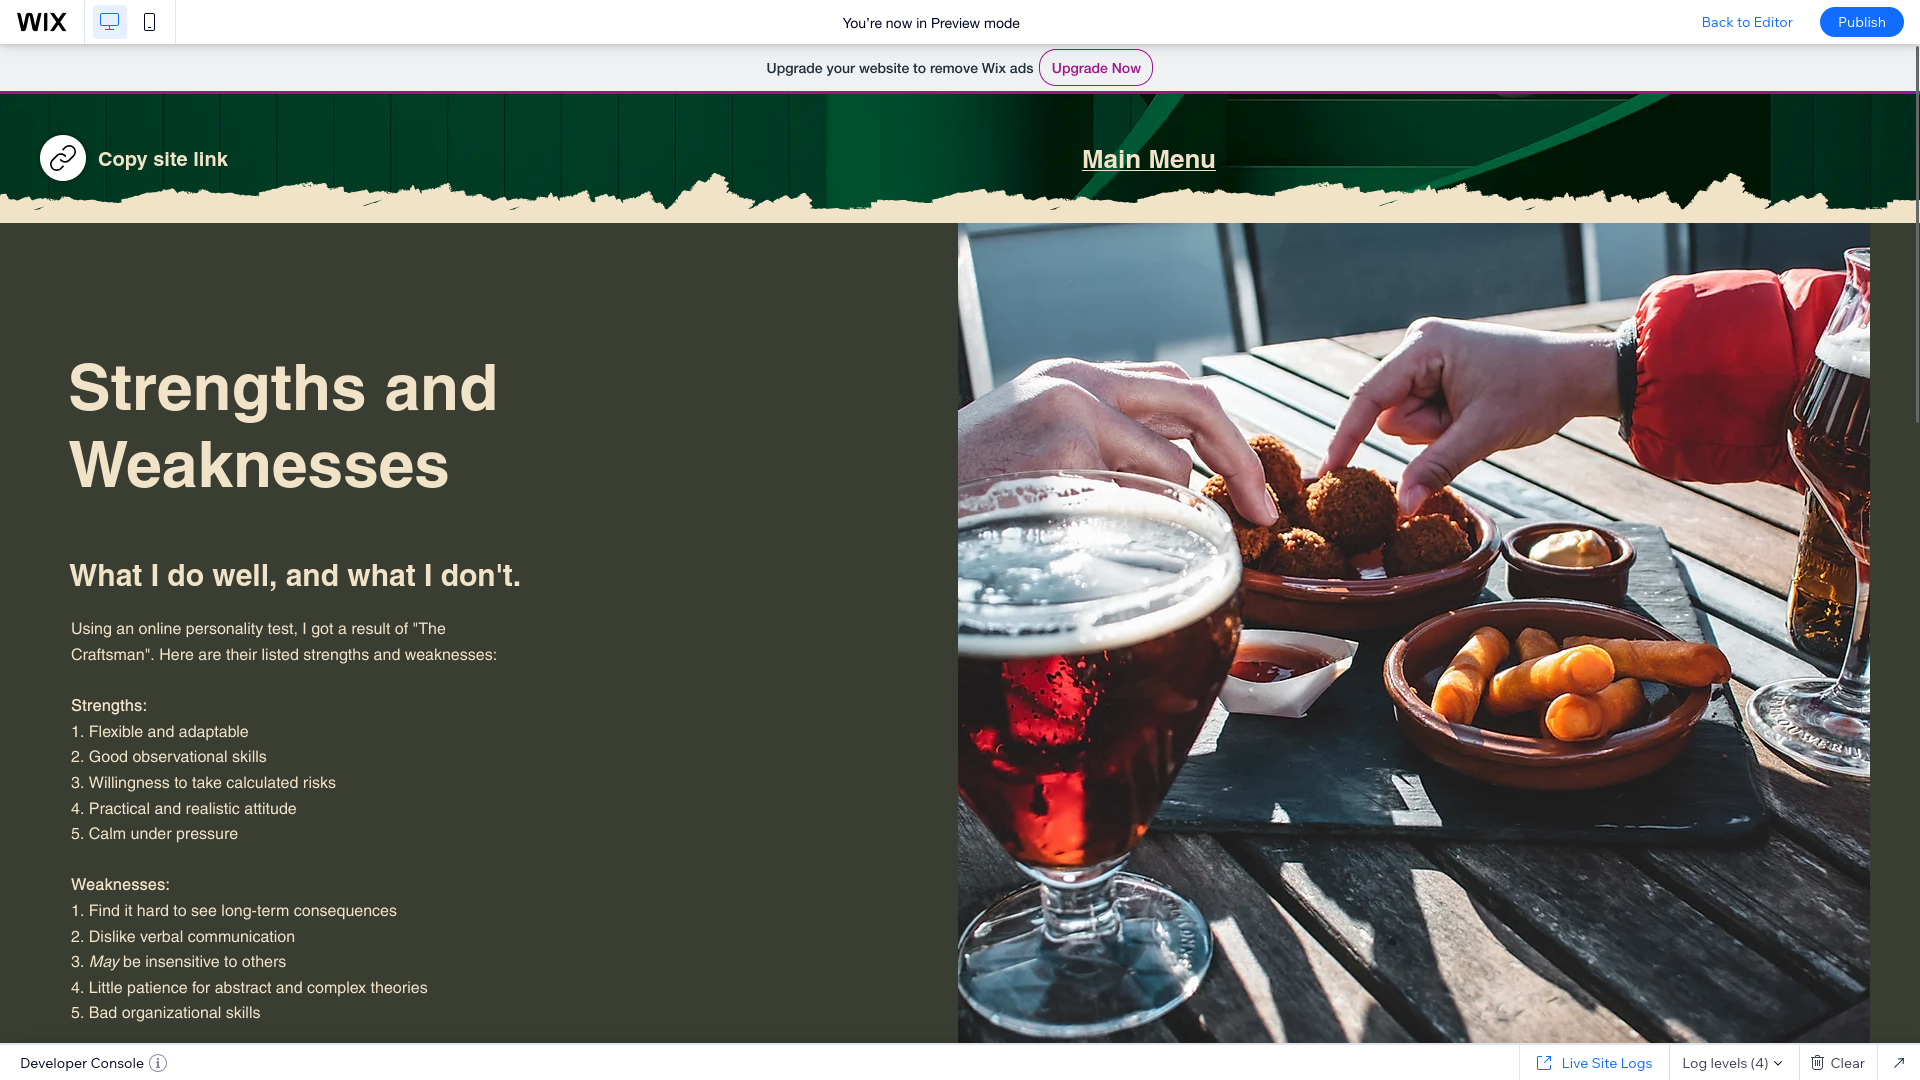 WIX
You're now in Preview mode
Back to Editor
Publish
Upgrade your website to remove Wix ads
Upgrade Now
Copy site link
Main Menu
Strengths and
Weaknesses
What I do well, and what I don't.
Using an online personality test, I got a result of "The
Craftsman". Here are their listed strengths and weaknesses:
Strengths:
1. Flexible and adaptable
2. Good observational skills
3. Willingness to take calculated risks
4. Practical and realistic attitude
5. Calm under pressure
Weaknesses:
1. Find it hard to see long-term consequences
2. Dislike verbal communication
3. May be insensitive to others
4. Little patience for abstract and complex theories
5. Bad organizational skills
Developer Console
Live Site Logs
Log levels (4)
Clear